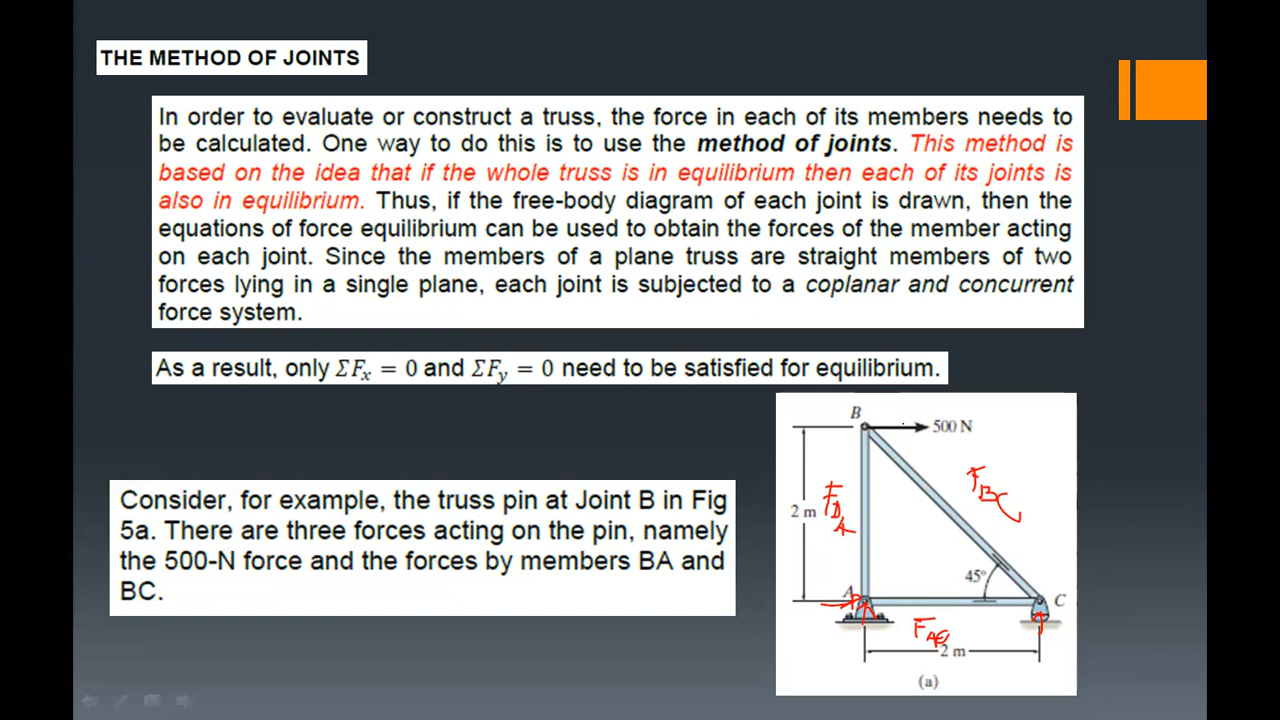 THE METHOD OF JOINTS
In order to evaluate or construct a truss, the force in each of its members needs to
be calculated. One way to do this is to use the method of joints. This method is
based on the idea that if the whole truss is in equilibrium then each of its joints is
also in equilibrium. Thus, if the free-body diagram of each joint is drawn, then the
equations of force equilibrium can be used to obtain the forces of the member acting
on each joint. Since the members of a plane truss are straight members of two
forces lying in a single plane, each joint is subjected to a coplanar and concurrent
force system.
As a result, only ΣFx = 0 and ΣFy = 0 need to be satisfied for equilibrium.
Consider, for example, the truss pin at Joint B in Fig
5a. There are three forces acting on the pin, namely
the 500-N force and the forces by members BA and
BC.
B
500 N
FBC
FBA
2 m
45°
A
C
2 m
(a)